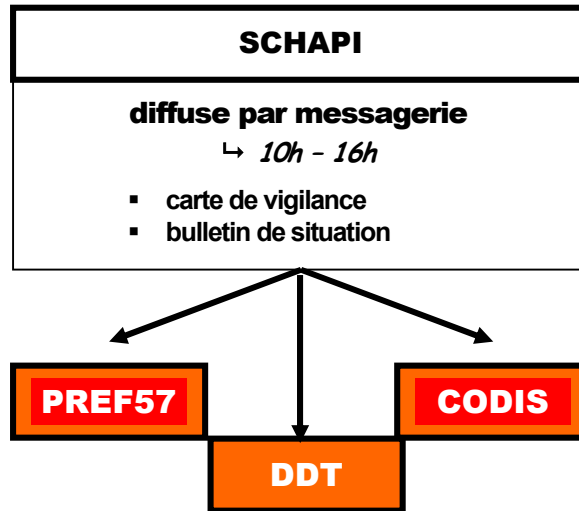 SCHAPI
diffuse par messagerie
↳ 10h – 16h
▪ carte de vigilance
▪ bulletin de situation
PREF57
CODIS
DDT